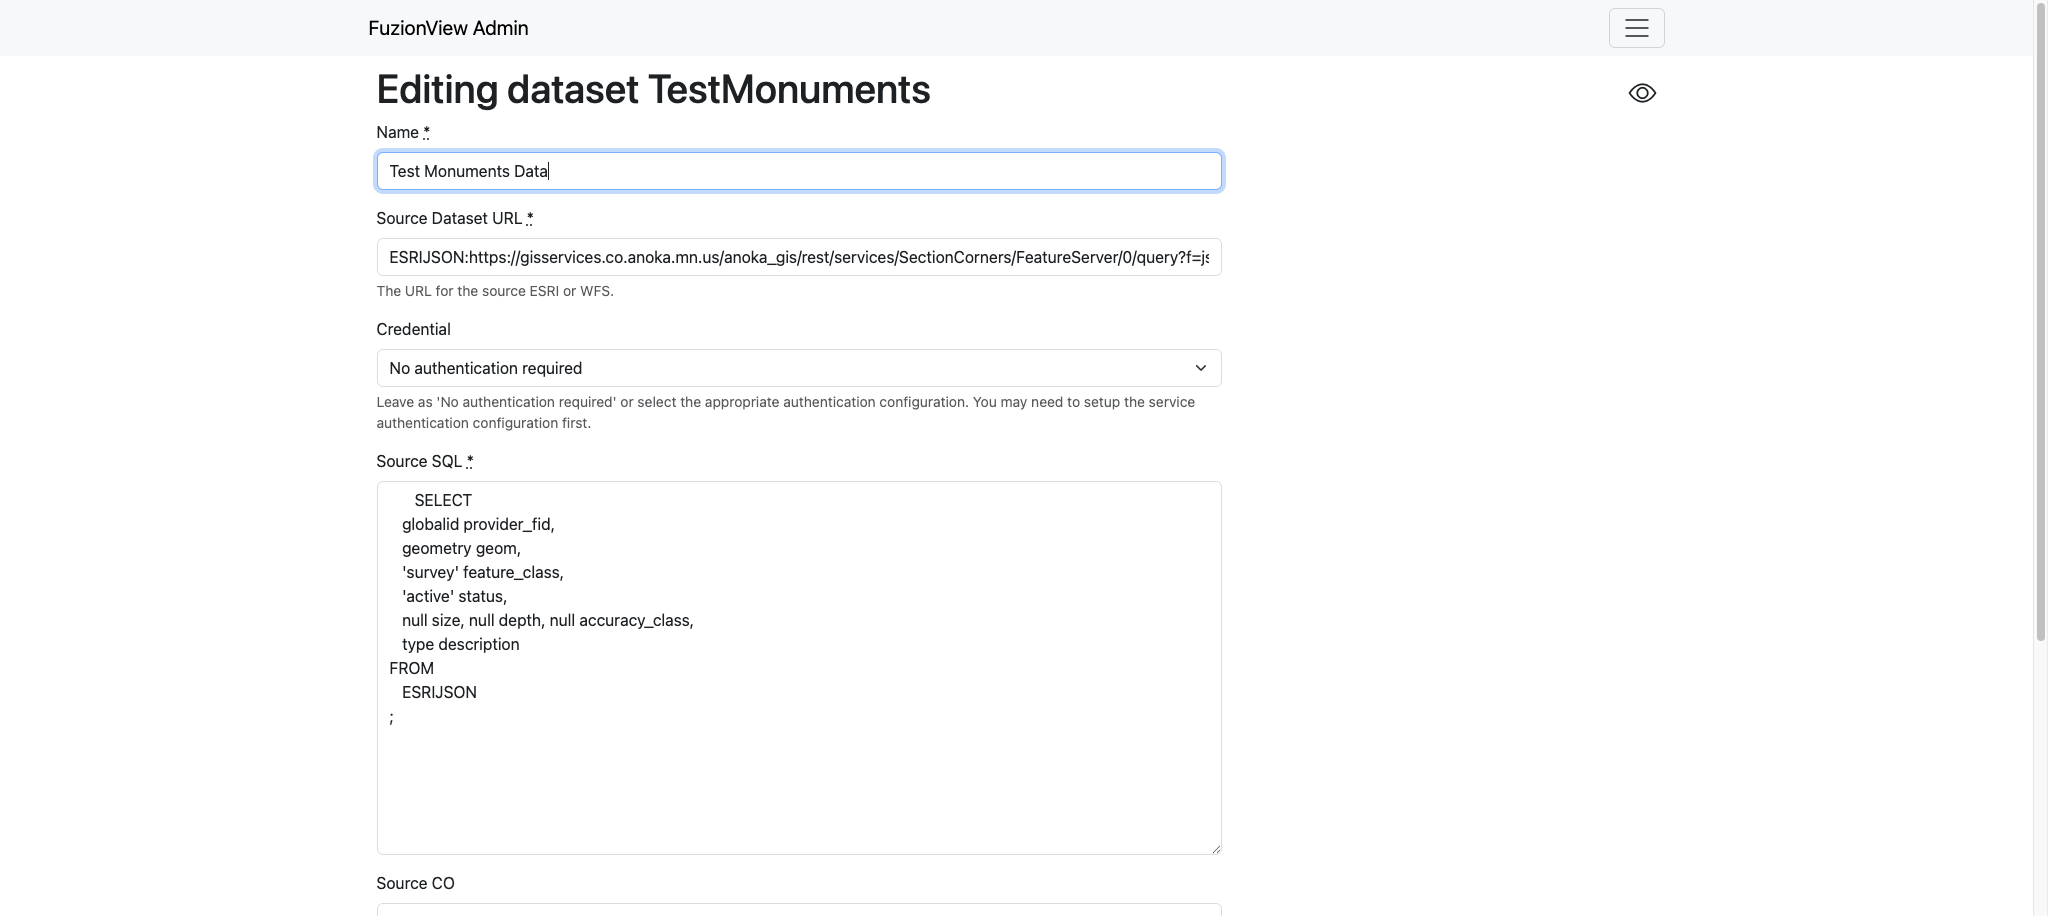 FuzionView Admin
Editing dataset TestMonuments
Name *
Test Monuments Data
Source Dataset URL *
ESRIJSON:https://gisservices.co.anoka.mn.us/anoka_gis/rest/services/SectionCorners/FeatureServer/0/query?f=js
The URL for the source ESRI or WFS.
Credential
No authentication required
Leave as 'No authentication required' or select the appropriate authentication configuration. You may need to setup the service
authentication configuration first.
Source SQL *
SELECT
globalid provider_fid,
geometry geom,
'survey' feature_class,
'active' status,
null size, null depth, null accuracy_class,
type description
FROM
ESRIJSON
;
Source CO